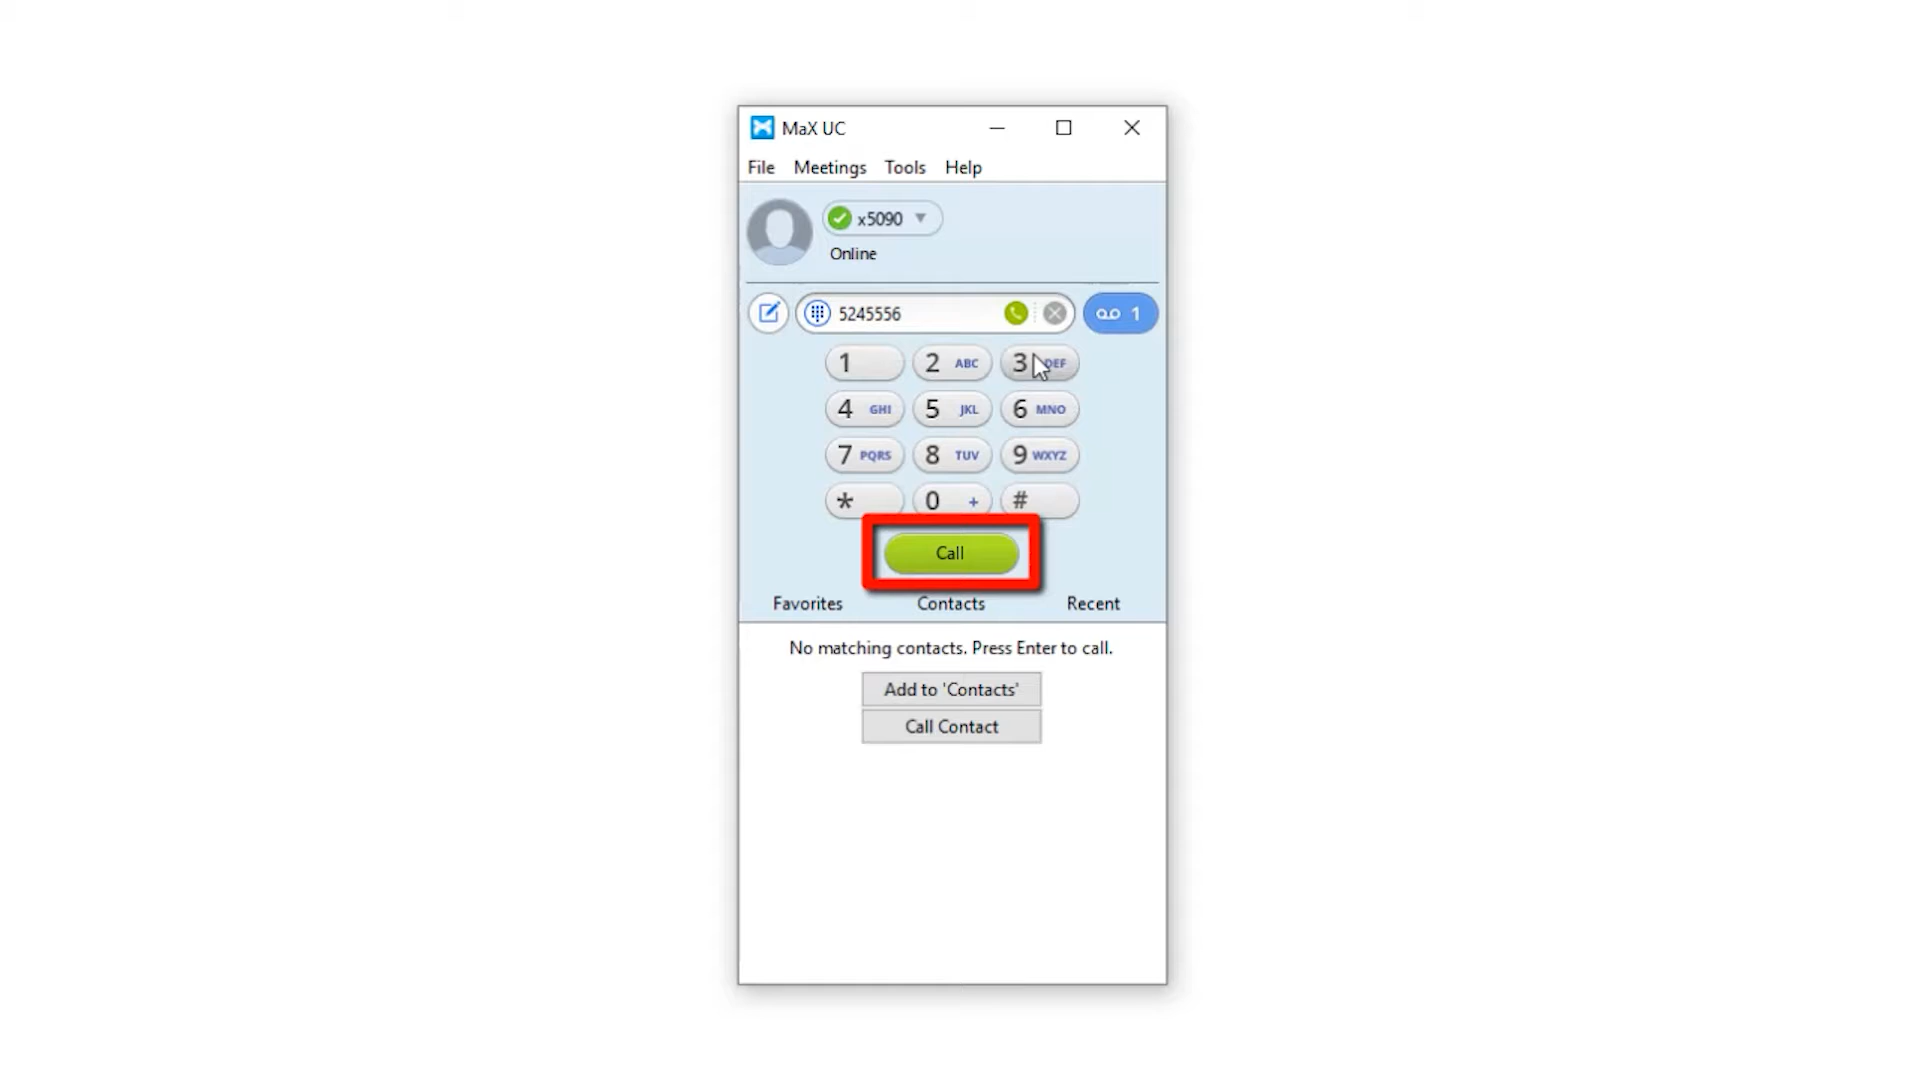 MaX UC
File Meetings Tools Help
x5090
Online
5245556 1
1 2 ABC 3 DEF
4 GHI 5 JKL 6 MNO
7 PQRS 8 TUV 9 WXYZ
* 0 + #
Call
Favorites Contacts Recent
No matching contacts. Press Enter to call.
Add to 'Contacts'
Call Contact